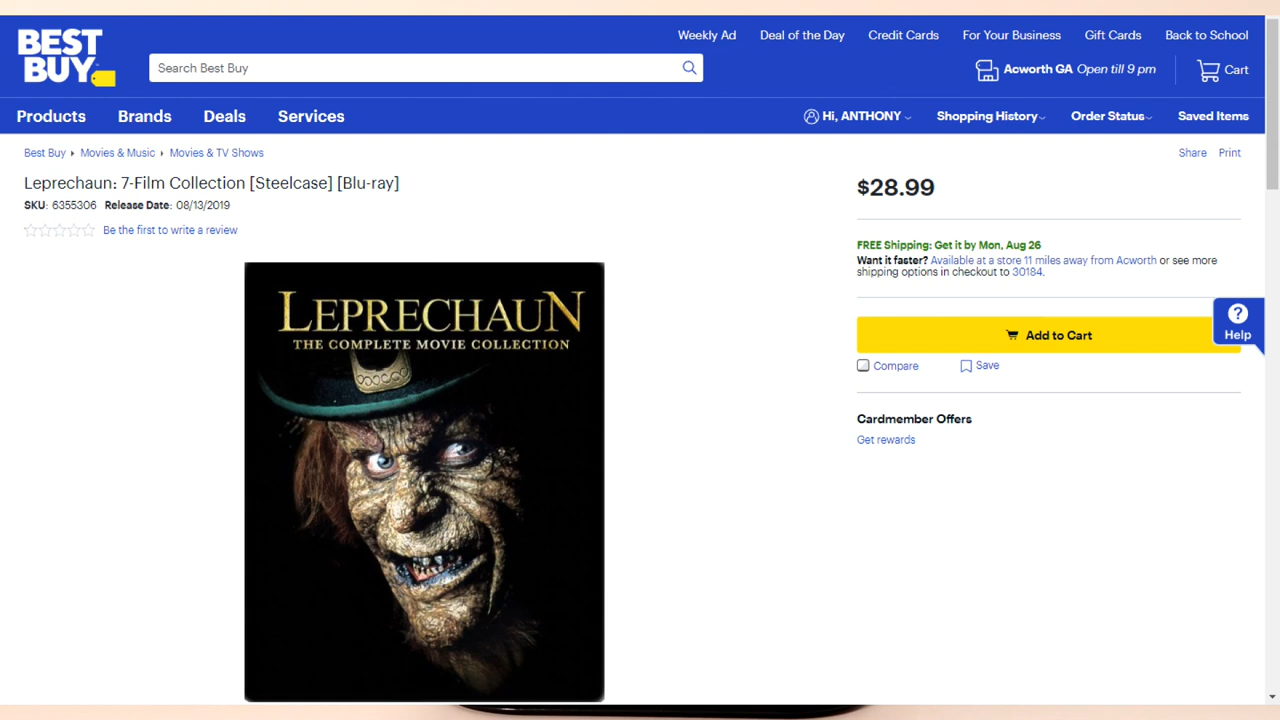 BEST
BUY
Weekly Ad Deal of the Day Credit Cards For Your Business Gift Cards Back to School
Search Best Buy
Acworth GA Open till 9 pm
Cart
Products Brands Deals Services
Hi, ANTHONY Shopping History Order Status Saved Items
Best Buy Movies & Music Movies & TV Shows
Share Print
Leprechaun: 7-Film Collection [Steelcase] [Blu-ray]
SKU: 6355306 Release Date: 08/13/2019
Be the first to write a review
LEPRECHAUN
THE COMPLETE MOVIE COLLECTION
$28.99
FREE Shipping: Get it by Mon, Aug 26
Want it faster? Available at a store 11 miles away from Acworth or see more
shipping options in checkout to 30184.
Add to Cart
? Help
Compare Save
Cardmember Offers
Get rewards